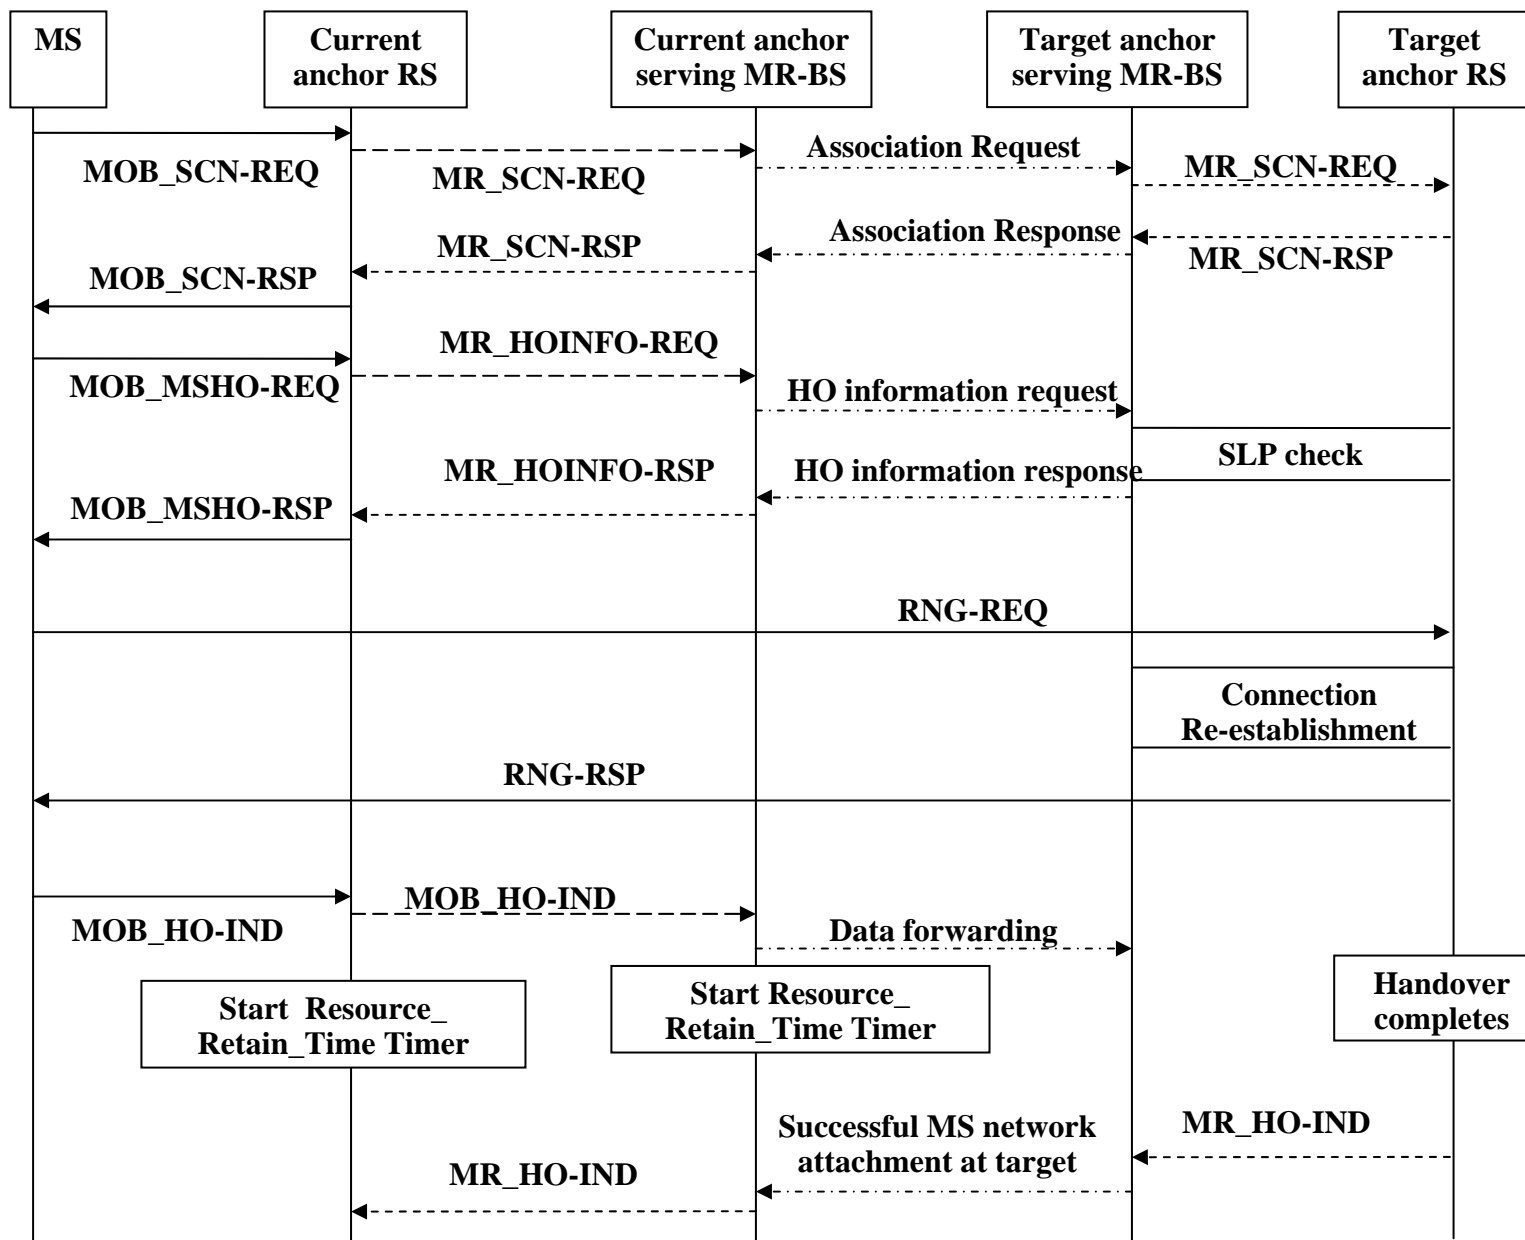 MS
Current
anchor RS
Current anchor
serving MR-BS
Target anchor
serving MR-BS
Target
anchor RS
MOB_SCN-REQ
MR_SCN-REQ
Association Request
MR_SCN-REQ
Association Response
MR_SCN-RSP
MR_SCN-RSP
MOB_SCN-RSP
MR_HOINFO-REQ
MOB_MSHO-REQ
HO information request
SLP check
MR_HOINFO-RSP
HO information response
MOB_MSHO-RSP
RNG-REQ
Connection
Re-establishment
RNG-RSP
MOB_HO-IND
MOB_HO-IND
Data forwarding
Start Resource_
Retain_Time Timer
Start Resource_
Retain_Time Timer
Handover
completes
Successful MS network
attachment at target
MR_HO-IND
MR_HO-IND